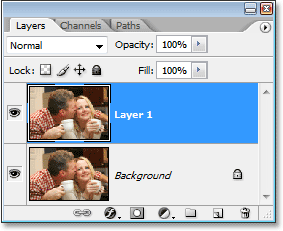 Layers Channels Paths
Normal Opacity: 100%
Lock: Fill: 100%
Layer 1
Background